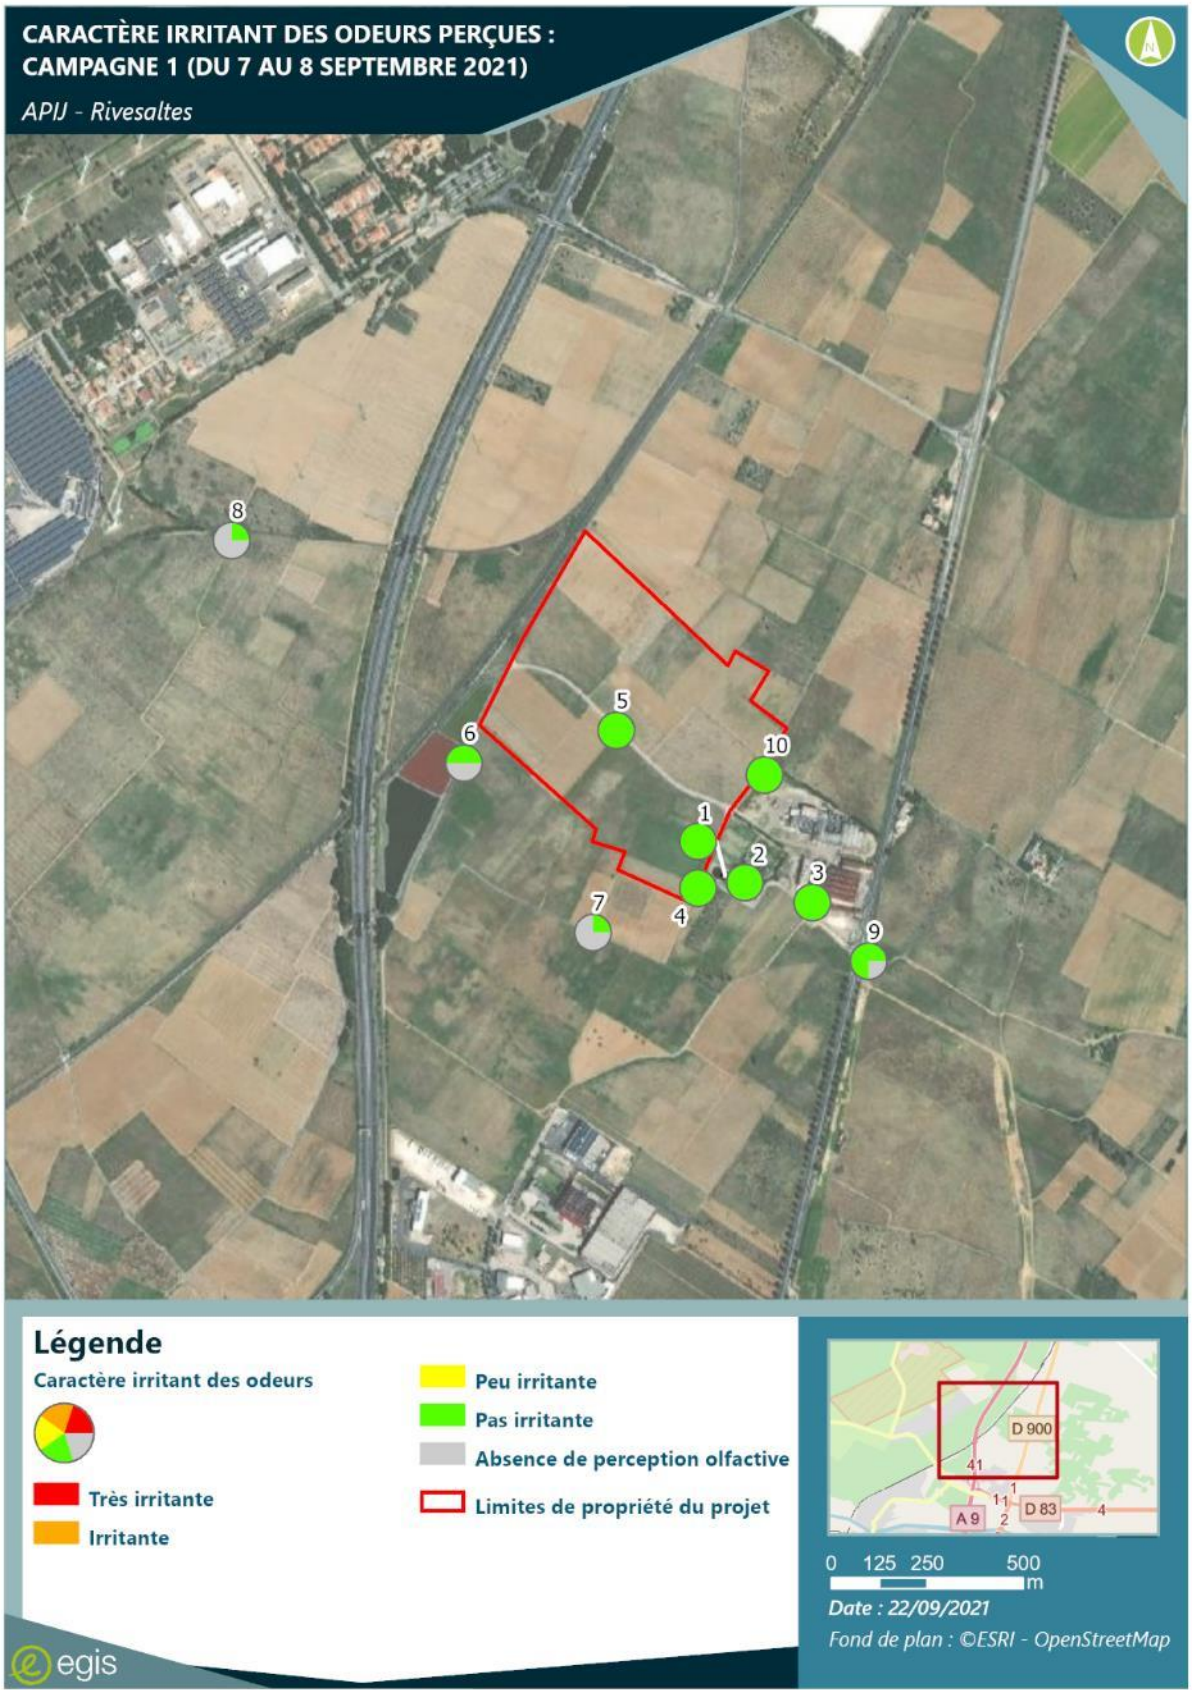 CARACTÈRE IRRITANT DES ODEURS PERÇUES :
CAMPAGNE 1 (DU 7 AU 8 SEPTEMBRE 2021)
APIJ - Rivesaltes
N
8
5
6
10
1
2
3
7
4
9
Légende
Caractère irritant des odeurs
Très irritante
Irritante
Peu irritante
Pas irritante
Absence de perception olfactive
Limites de propriété du projet
D 900
41
1
11
D 83
4
A 9
2
0 125 250 500
m
Date : 22/09/2021
Fond de plan : ©ESRI - OpenStreetMap
egis